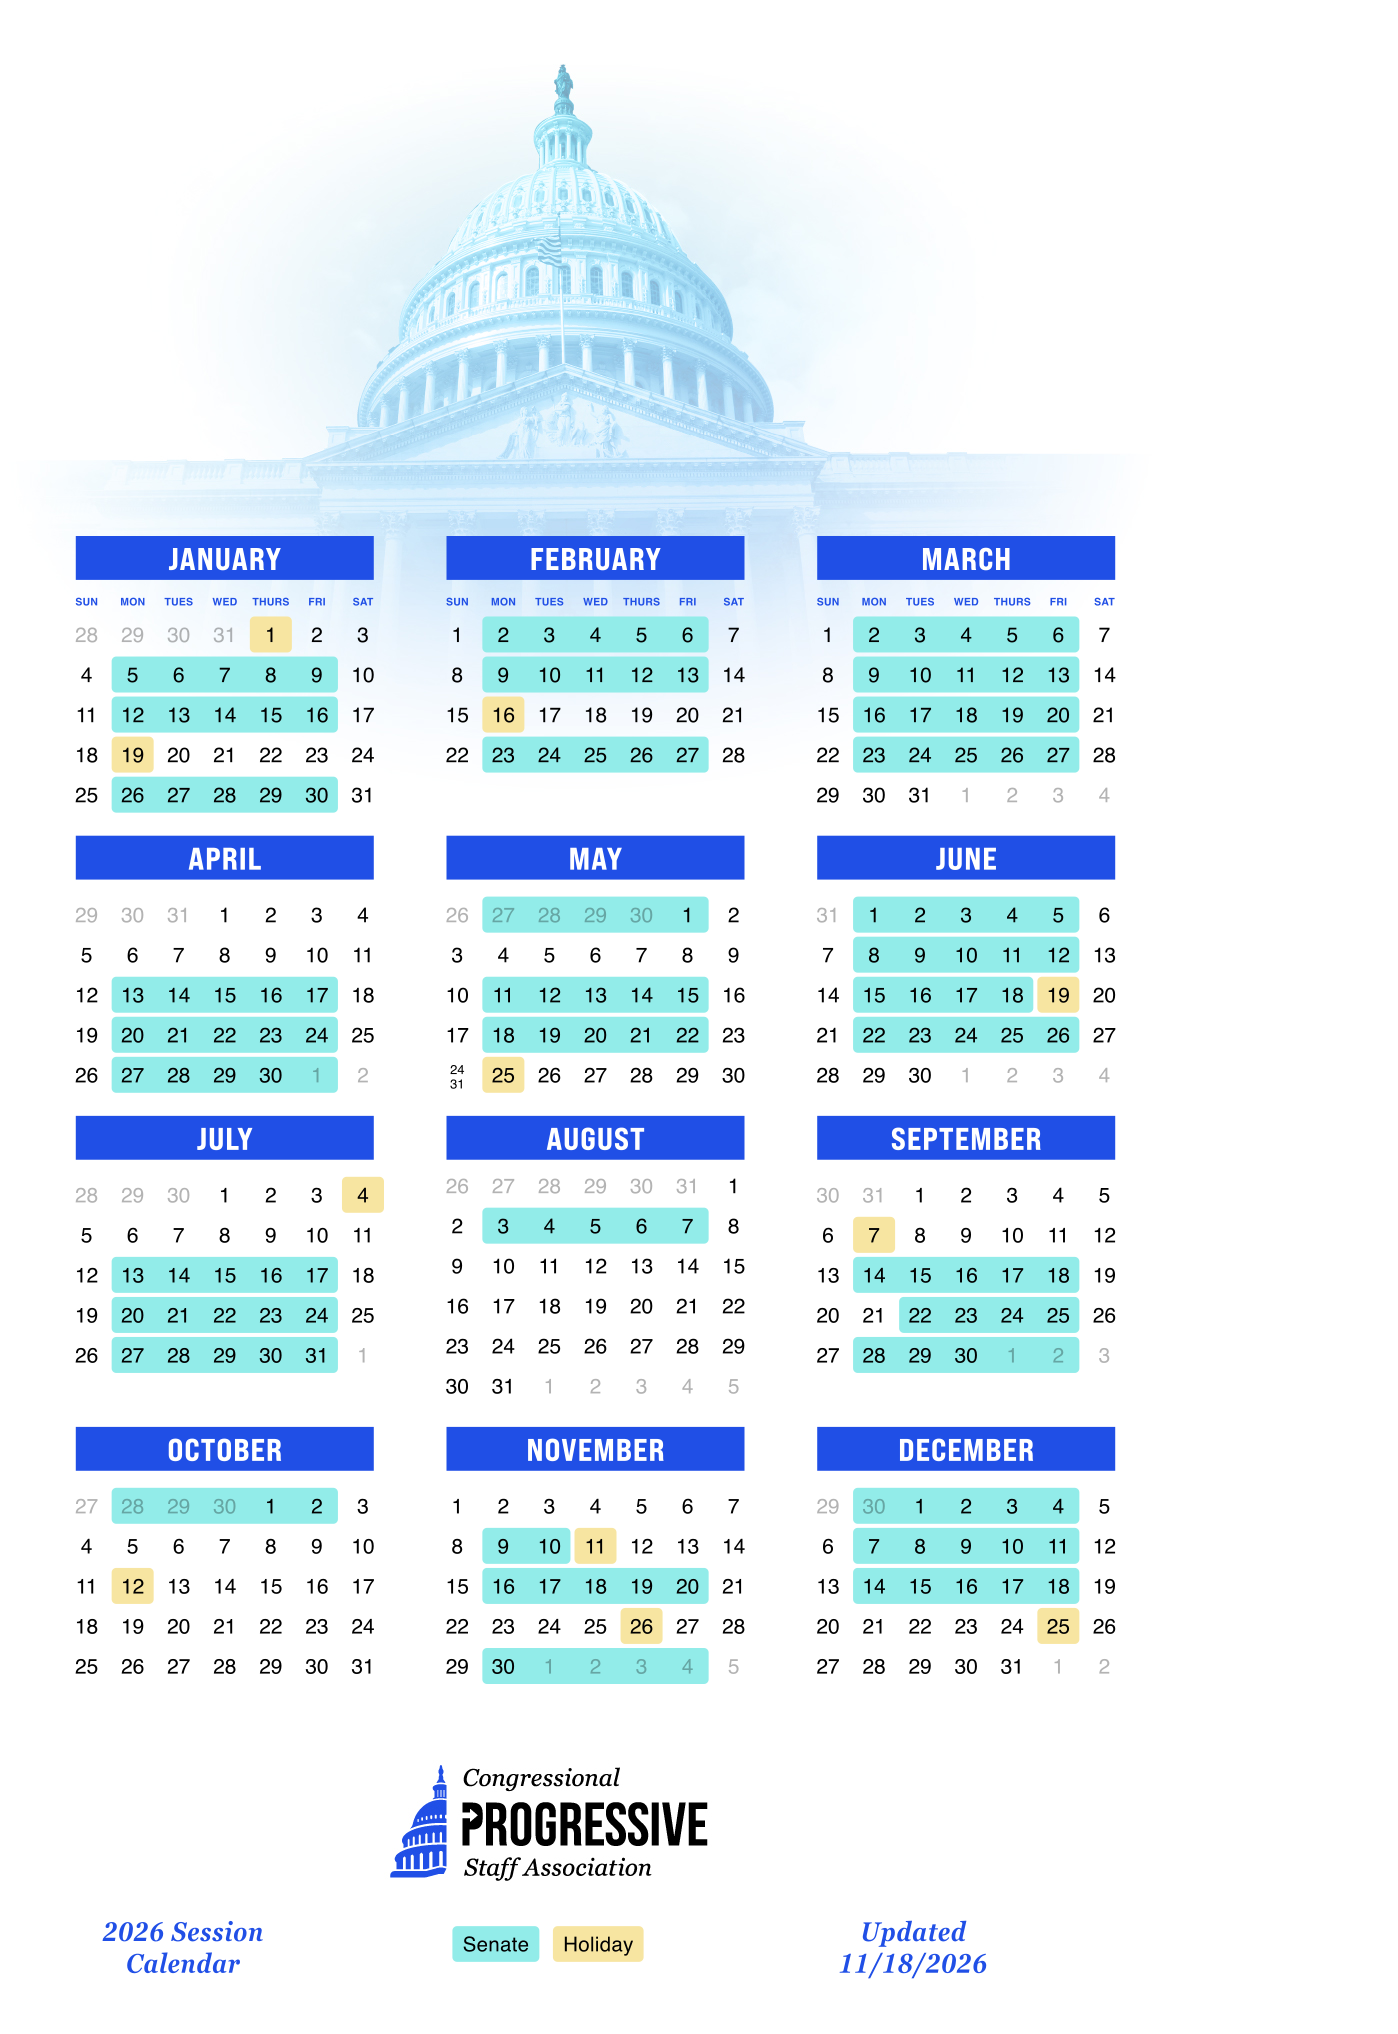 JANUARY
SUN MON TUES WED THURS FRI SAT
28 29 30 31 1 2 3
4 5 6 7 8 9 10
11 12 13 14 15 16 17
18 19 20 21 22 23 24
25 26 27 28 29 30 31
FEBRUARY
SUN MON TUES WED THURS FRI SAT
1 2 3 4 5 6 7
8 9 10 11 12 13 14
15 16 17 18 19 20 21
22 23 24 25 26 27 28
MARCH
SUN MON TUES WED THURS FRI SAT
1 2 3 4 5 6 7
8 9 10 11 12 13 14
15 16 17 18 19 20 21
22 23 24 25 26 27 28
29 30 31 1 2 3 4
APRIL
29 30 31 1 2 3 4
5 6 7 8 9 10 11
12 13 14 15 16 17 18
19 20 21 22 23 24 25
26 27 28 29 30 1 2
MAY
26 27 28 29 30 1 2
3 4 5 6 7 8 9
10 11 12 13 14 15 16
17 18 19 20 21 22 23
24 31 25 26 27 28 29 30
JUNE
31 1 2 3 4 5 6
7 8 9 10 11 12 13
14 15 16 17 18 19 20
21 22 23 24 25 26 27
28 29 30 1 2 3 4
JULY
28 29 30 1 2 3 4
5 6 7 8 9 10 11
12 13 14 15 16 17 18
19 20 21 22 23 24 25
26 27 28 29 30 31 1
AUGUST
26 27 28 29 30 31 1
2 3 4 5 6 7 8
9 10 11 12 13 14 15
16 17 18 19 20 21 22
23 24 25 26 27 28 29
30 31 1 2 3 4 5
SEPTEMBER
30 31 1 2 3 4 5
6 7 8 9 10 11 12
13 14 15 16 17 18 19
20 21 22 23 24 25 26
27 28 29 30 1 2 3
OCTOBER
27 28 29 30 1 2 3
4 5 6 7 8 9 10
11 12 13 14 15 16 17
18 19 20 21 22 23 24
25 26 27 28 29 30 31
NOVEMBER
1 2 3 4 5 6 7
8 9 10 11 12 13 14
15 16 17 18 19 20 21
22 23 24 25 26 27 28
29 30 1 2 3 4 5
DECEMBER
29 30 1 2 3 4 5
6 7 8 9 10 11 12
13 14 15 16 17 18 19
20 21 22 23 24 25 26
27 28 29 30 31 1 2
Congressional
PROGRESSIVE
Staff Association
2026 Session
Calendar
Senate Holiday
Updated
11/18/2026